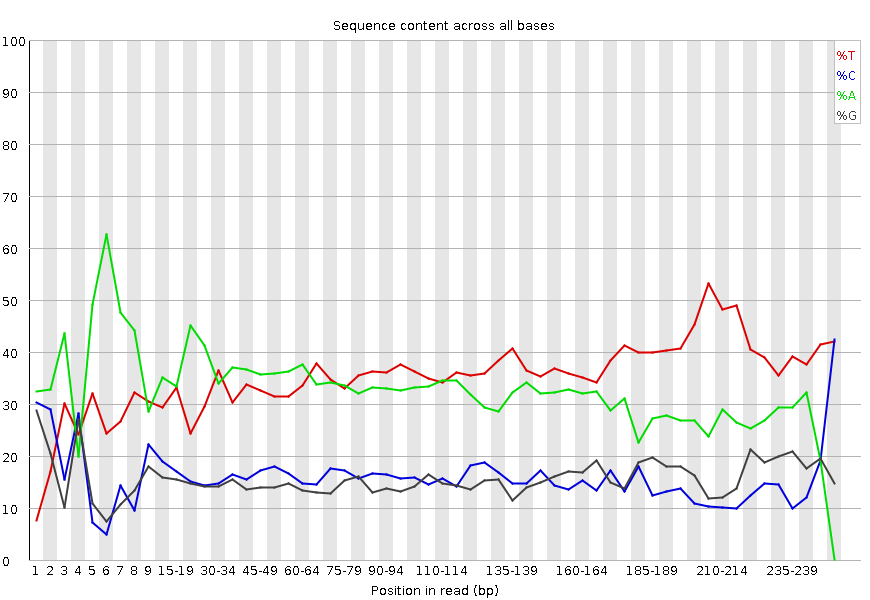 Sequence content across all bases
100
90
80
70
60
50
40
30
20
10
0
%T
%C
%A
%G
1 2 3 4 5 6 7 8 9 15-19 30-34 45-49 60-64 75-79 90-94 110-114 135-139 160-164 185-189 210-214 235-239
Position in read (bp)